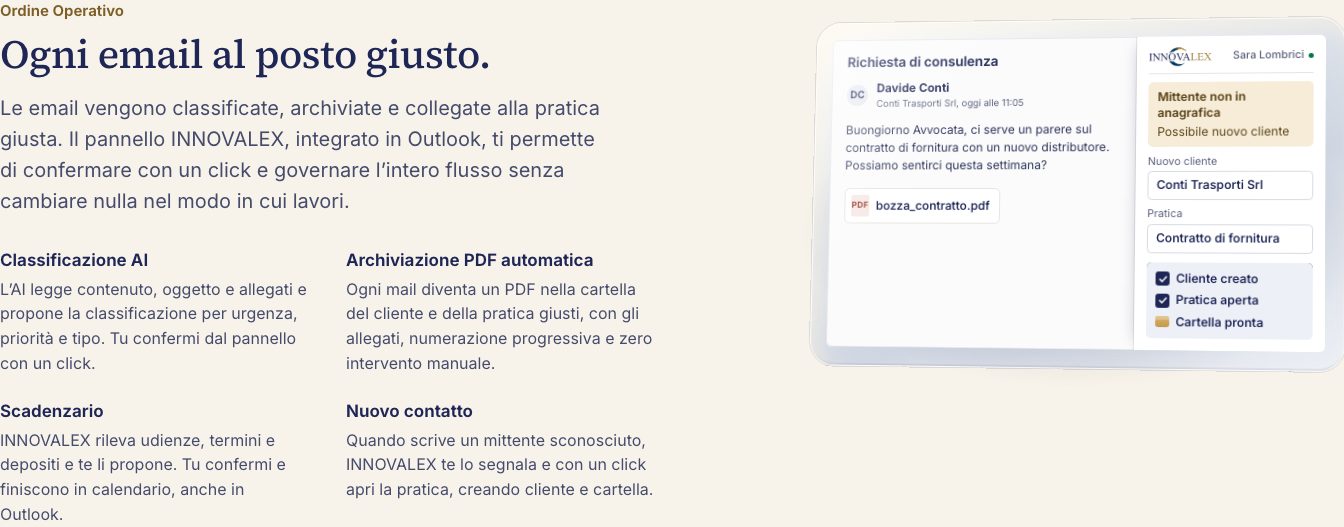 Ordine Operativo
Ogni email al posto giusto.
Le email vengono classificate, archiviate e collegate alla pratica
giusta. Il pannello INNOVALEX, integrato in Outlook, ti permette
di confermare con un click e governare l’intero flusso senza
cambiare nulla nel modo in cui lavori.
Classificazione AI
L’AI legge contenuto, oggetto e allegati e
propone la classificazione per urgenza,
priorità e tipo. Tu confermi dal pannello
con un click.
Archiviazione PDF automatica
Ogni mail diventa un PDF nella cartella
del cliente e della pratica giusti, con gli
allegati, numerazione progressiva e zero
intervento manuale.
Scadenzario
INNOVALEX rileva udienze, termini e
depositi e te li propone. Tu confermi e
finiscono in calendario, anche in
Outlook.
Nuovo contatto
Quando scrive un mittente sconosciuto,
INNOVALEX te lo segnala e con un click
apri la pratica, creando cliente e cartella.
Richiesta di consulenza
DC
Davide Conti
Conti Trasporti Srl, oggi alle 11:05
Buongiorno Avvocata, ci serve un parere sul
contratto di fornitura con un nuovo distributore.
Possiamo sentirci questa settimana?
PDF bozza_contratto.pdf
INNOVALEX
Sara Lombrici
Mittente non in
anagrafica
Possibile nuovo cliente
Nuovo cliente
Conti Trasporti Srl
Pratica
Contratto di fornitura
Cliente creato
Pratica aperta
Cartella pronta